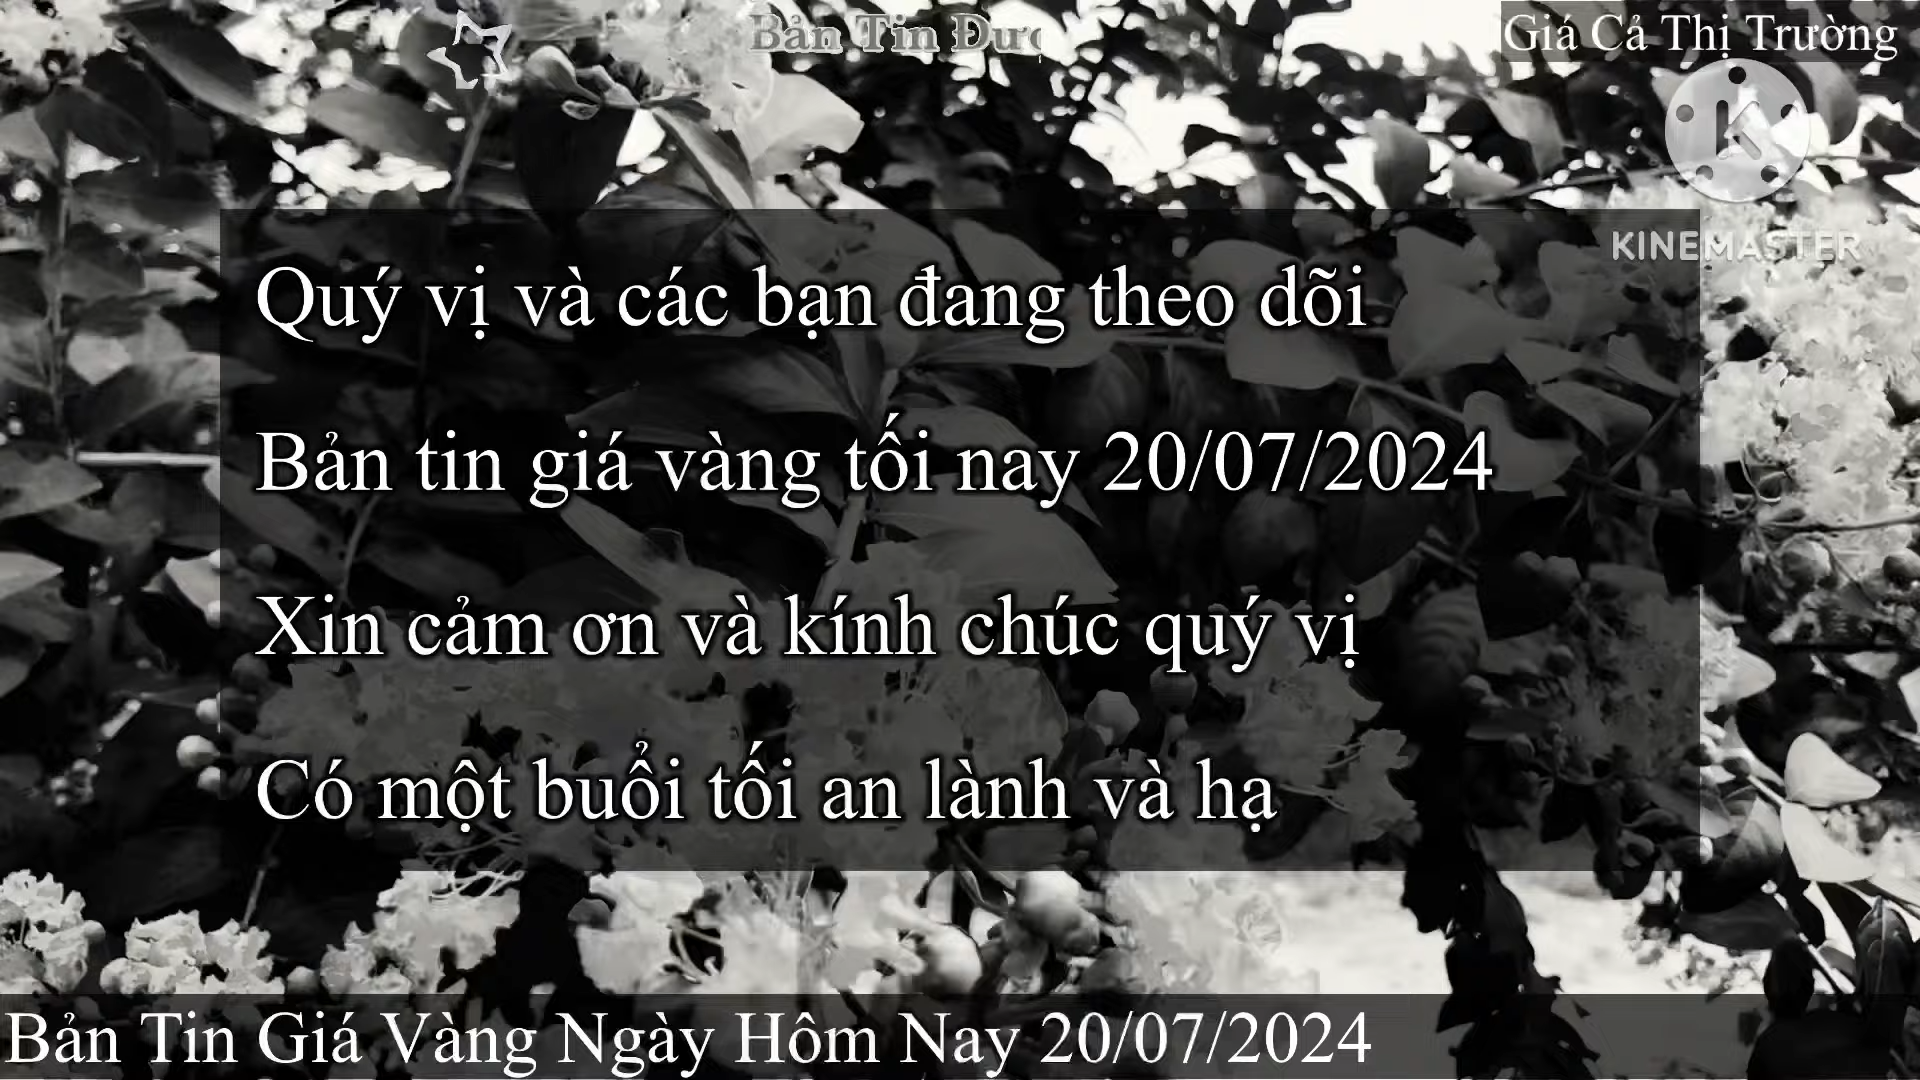 Bản Tin
Giá Cả Thị Trường
KINEMASTER
Quý vị và các bạn đang theo dõi
Bản tin giá vàng tối nay 20/07/2024
Xin cảm ơn và kính chúc quý vị
Có một buổi tối an lành và hạ
Bản Tin Giá Vàng Ngày Hôm Nay 20/07/2024